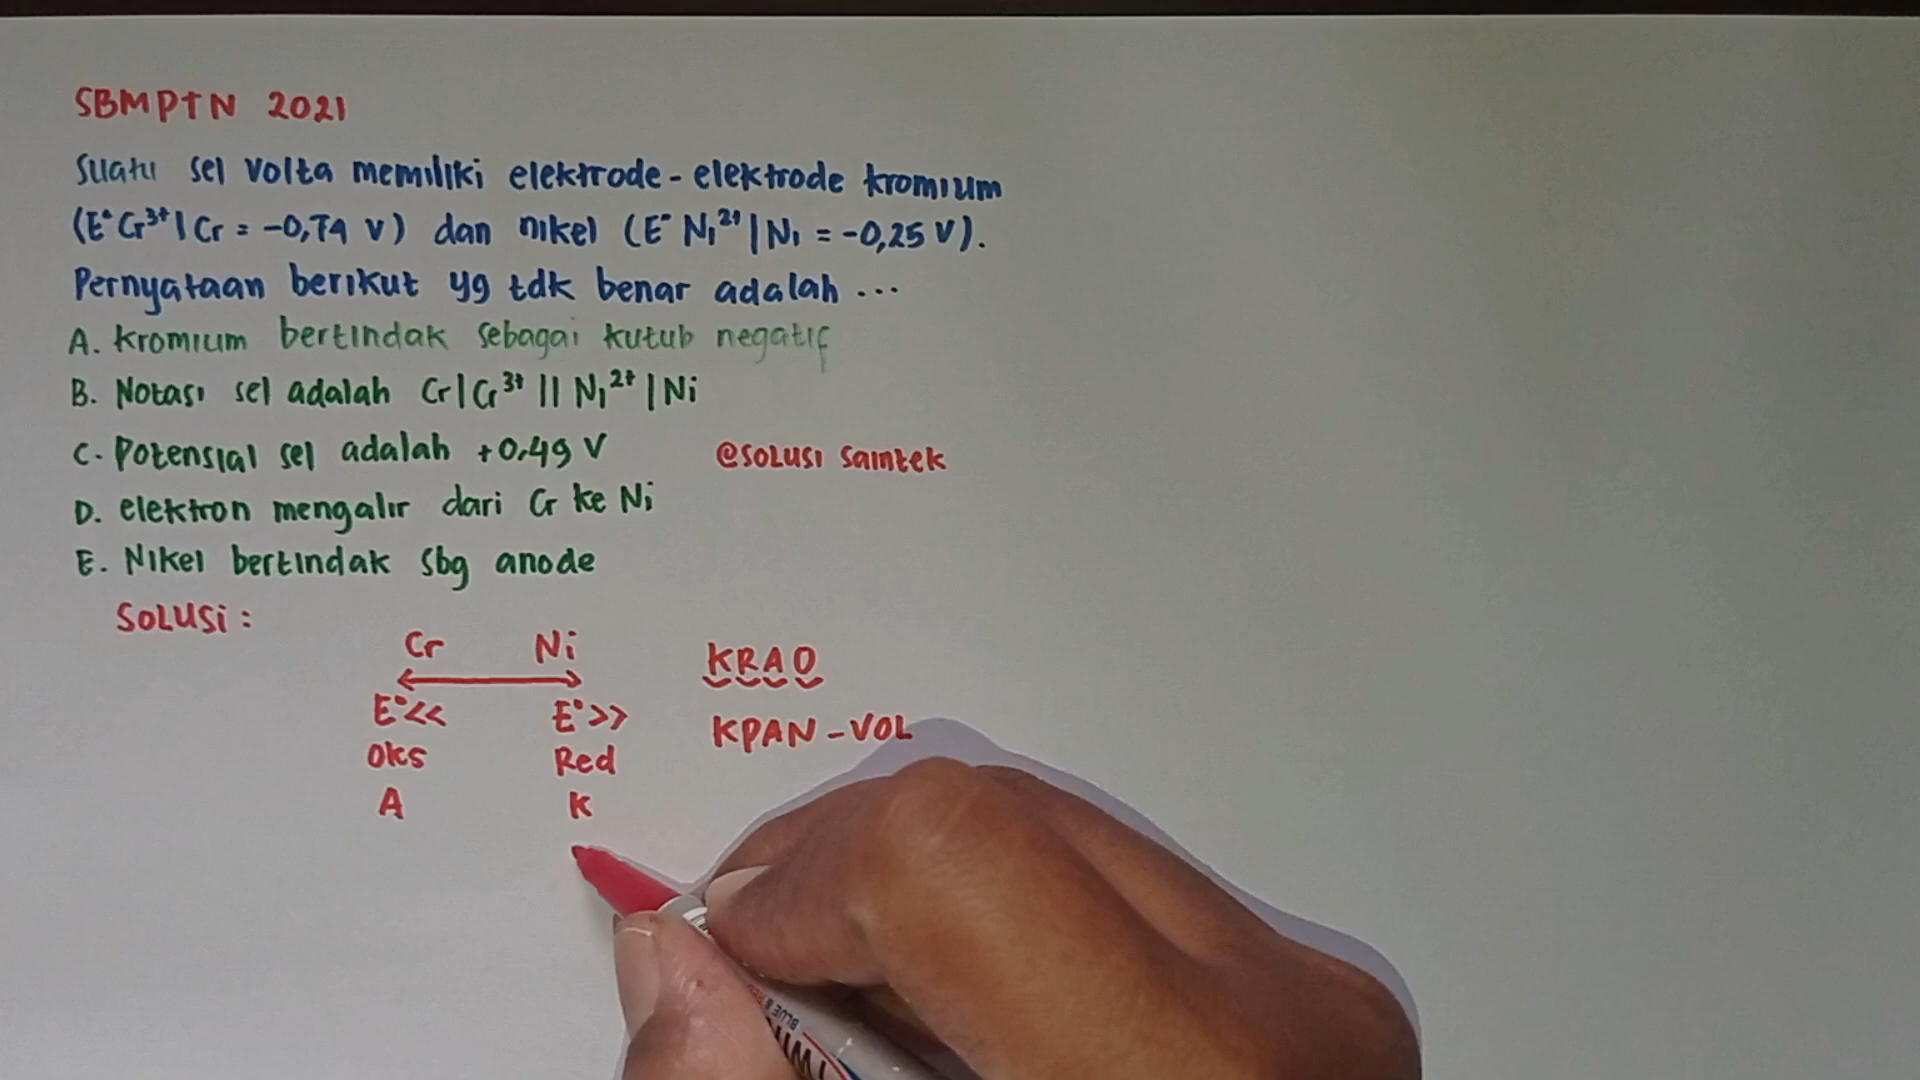 SBMPTN 2021
Suatu sel volta memiliki elektrode-elektrode kromium
(E° Cr³⁺|Cr = -0,74 V) dan nikel (E° Ni²⁺|Ni = -0,25 V).
Pernyataan berikut yg tdk benar adalah ...
A. kromium bertindak sebagai kutub negatif
B. Notasi sel adalah Cr|Cr³⁺||Ni²⁺|Ni
C. Potensial sel adalah +0,49 V
@SOLUSI Saintek
D. elektron mengalir dari Cr ke Ni
E. Nikel bertindak sbg anode
SOLUSI :
Cr Ni
KRAO
E°<< E°>>
KPAN-VOL
Oks Red
A K
BLUE &